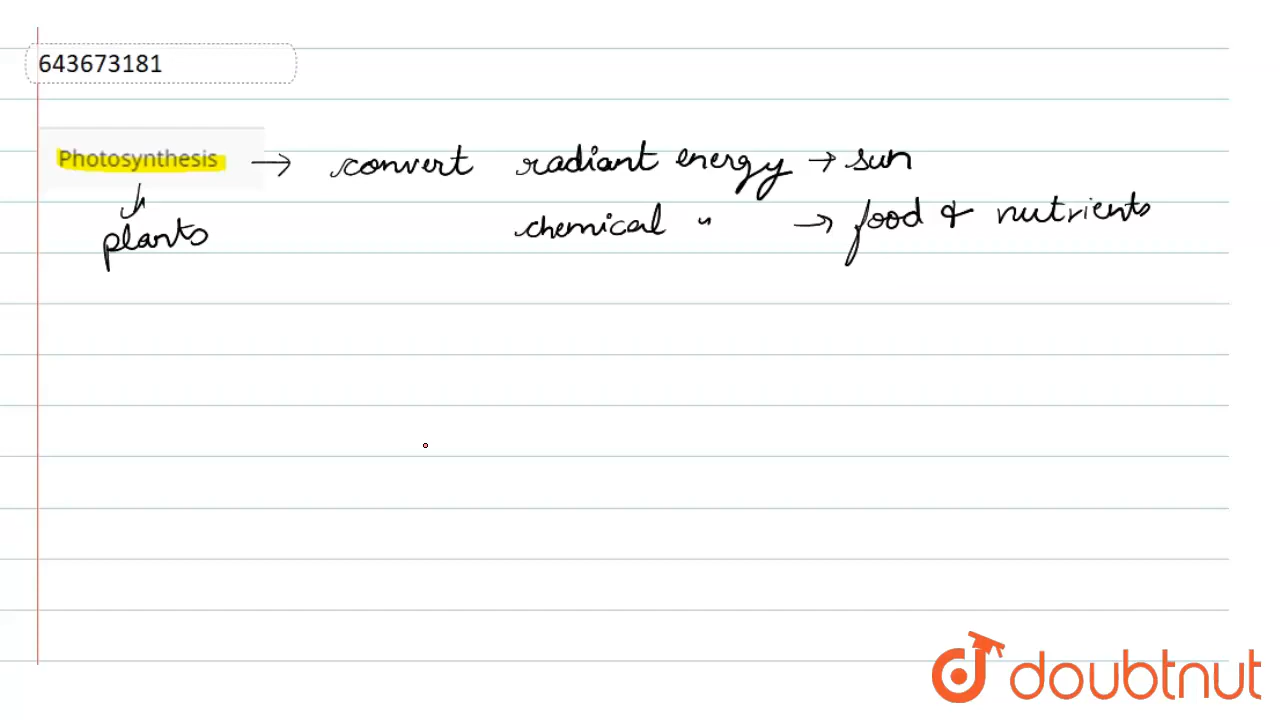 643673181
Photosynthesis → convert radiant energy → sun
plants chemical " → food & nutrients
doubtnut